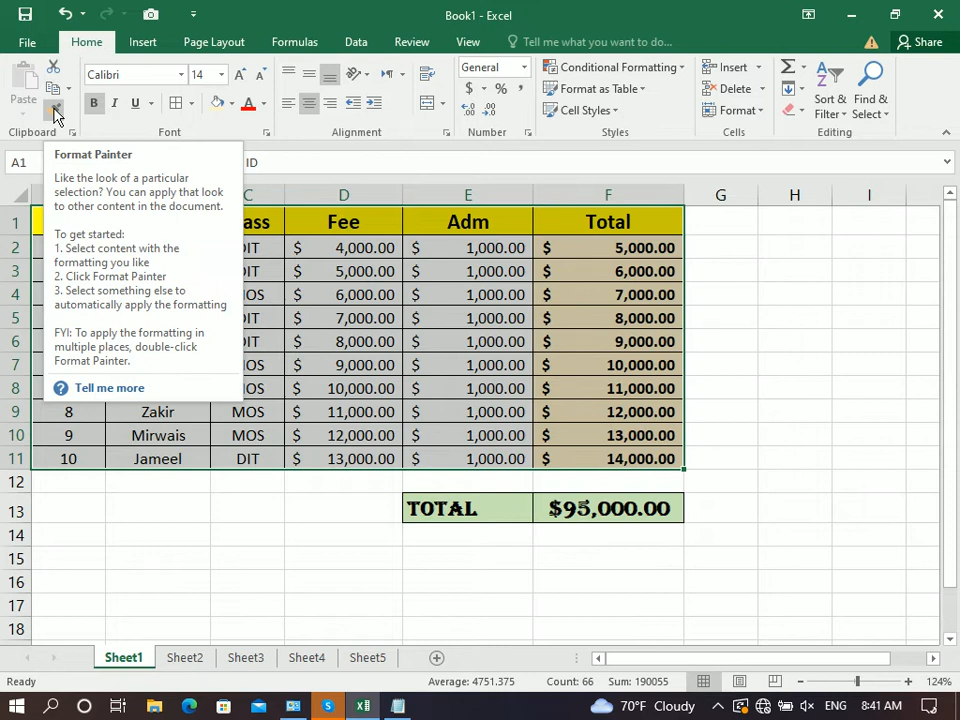 Book1 - Excel
File
Home
Insert
Page Layout
Formulas
Data
Review
View
Tell me what you want to do...
Share
Paste
Clipboard
Calibri
14
A
A
B
I
U
A
Font
Alignment
General
$
%
,
.00
.0
Number
Conditional Formatting
Format as Table
Cell Styles
Styles
Insert
Delete
Format
Cells
Sort &
Filter
Find &
Select
Editing
A1
ID
Format Painter
Like the look of a particular
selection? You can apply that look
to other content in the document.
To get started:
1. Select content with the
formatting you like
2. Click Format Painter
3. Select something else to
automatically apply the formatting
FYI: To apply the formatting in
multiple places, double-click
Format Painter.
Tell me more
C D E F G H I
1 ass Fee Adm Total
2 DIT $ 4,000.00 $ 1,000.00 $ 5,000.00
3 DIT $ 5,000.00 $ 1,000.00 $ 6,000.00
4 MOS $ 6,000.00 $ 1,000.00 $ 7,000.00
5 DIT $ 7,000.00 $ 1,000.00 $ 8,000.00
6 DIT $ 8,000.00 $ 1,000.00 $ 9,000.00
7 MOS $ 9,000.00 $ 1,000.00 $ 10,000.00
8 MOS $ 10,000.00 $ 1,000.00 $ 11,000.00
9 8 Zakir MOS $ 11,000.00 $ 1,000.00 $ 12,000.00
10 9 Mirwais MOS $ 12,000.00 $ 1,000.00 $ 13,000.00
11 10 Jameel DIT $ 13,000.00 $ 1,000.00 $ 14,000.00
12
13 TOTAL $95,000.00
14
15
16
17
18
Sheet1
Sheet2
Sheet3
Sheet4
Sheet5
Ready
Average: 4751.375
Count: 66
Sum: 190055
124%
70°F Cloudy
ENG
8:41 AM